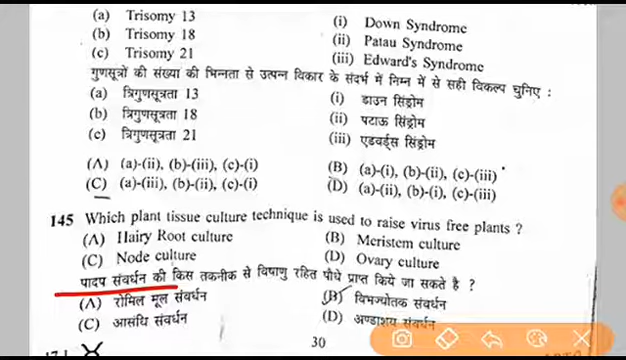 (a) Trisomy 13 (i) Down Syndrome
(b) Trisomy 18 (ii) Patau Syndrome
(c) Trisomy 21 (iii) Edward's Syndrome
गुणसूत्रों की संख्या की भिन्नता से उत्पन्न विकार के संदर्भ में निम्न में से सही विकल्प चुनिए :
(a) त्रिगुणसूत्रता 13 (i) डाउन सिंड्रोम
(b) त्रिगुणसूत्रता 18 (ii) पटाऊ सिंड्रोम
(c) त्रिगुणसूत्रता 21 (iii) एडवर्ड्स सिंड्रोम
(A) (a)-(ii), (b)-(iii), (c)-(i) (B) (a)-(i), (b)-(ii), (c)-(iii)
(C) (a)-(iii), (b)-(ii), (c)-(i) (D) (a)-(ii), (b)-(i), (c)-(iii)
145 Which plant tissue culture technique is used to raise virus free plants ?
(A) Hairy Root culture (B) Meristem culture
(C) Node culture (D) Ovary culture
पादप संवर्धन की किस तकनीक से विषाणु रहित पौधे प्राप्त किये जा सकते है ?
(A) रोमिल मूल संवर्धन (B) विभज्योतक संवर्धन
(C) आसंधि संवर्धन (D) अण्डाशय संवर्धन
30